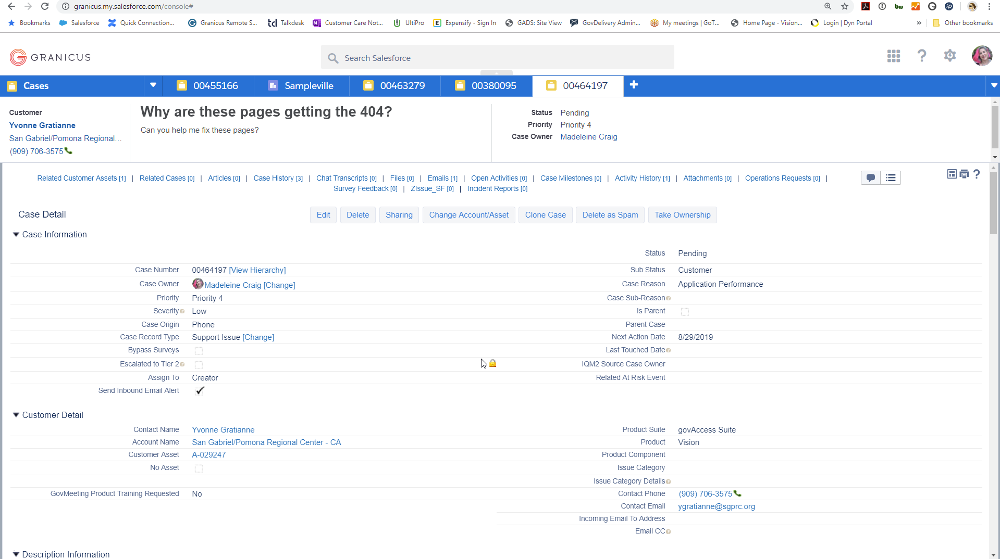 granicus.my.salesforce.com/console#
Bookmarks Salesforce Quick Connection... Granicus Remote S... td Talkdesk N Customer Care Not... UltiPro E Expensify - Sign In GADS: Site View GovDelivery Admin... My meetings | GoT... Home Page - Vision... Login | Dyn Portal » Other bookmarks
GRANICUS
Search Salesforce
Cases 00455166 Sampleville 00463279 00380095 00464197
Customer
Yvonne Gratianne
San Gabriel/Pomona Regional...
(909) 706-3575
Why are these pages getting the 404?
Can you help me fix these pages?
Status Pending
Priority Priority 4
Case Owner Madeleine Craig
Related Customer Assets [1] | Related Cases [0] | Articles [0] | Case History [3] | Chat Transcripts [0] | Files [0] | Emails [1] | Open Activities [0] | Case Milestones [0] | Activity History [1] | Attachments [0] | Operations Requests [0] |
Survey Feedback [0] | ZIssue_SF [0] | Incident Reports [0]
Case Detail Edit Delete Sharing Change Account/Asset Clone Case Delete as Spam Take Ownership
Case Information
Status Pending
Case Number 00464197 [View Hierarchy] Sub Status Customer
Case Owner Madeleine Craig [Change] Case Reason Application Performance
Priority Priority 4 Case Sub-Reason
Severity Low Is Parent
Case Origin Phone Parent Case
Case Record Type Support Issue [Change] Next Action Date 8/29/2019
Bypass Surveys Last Touched Date
Escalated to Tier 2 IQM2 Source Case Owner
Assign To Creator Related At Risk Event
Send Inbound Email Alert
Customer Detail
Contact Name Yvonne Gratianne Product Suite govAccess Suite
Account Name San Gabriel/Pomona Regional Center - CA Product Vision
Customer Asset A-029247 Product Component
No Asset Issue Category
Issue Category Details
GovMeeting Product Training Requested No Contact Phone (909) 706-3575
Contact Email ygratianne@sgprc.org
Incoming Email To Address
Email CC
Description Information